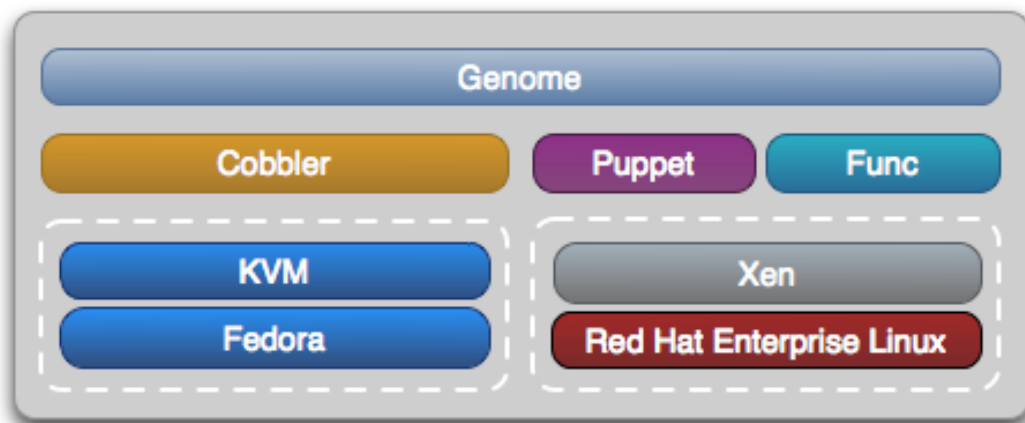 Genome
Cobbler Puppet Func
KVM Xen
Fedora Red Hat Enterprise Linux